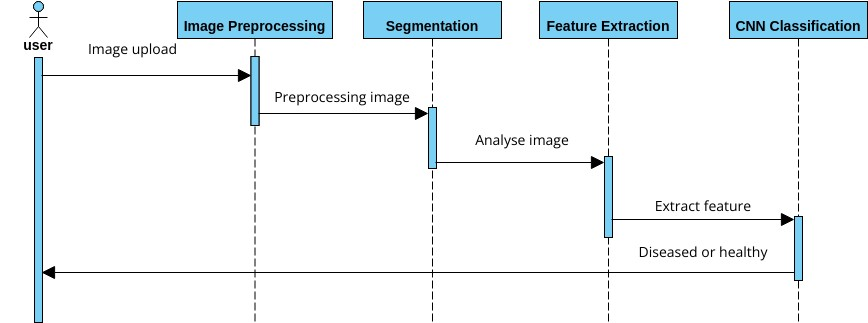 Image Preprocessing
Segmentation
Feature Extraction
CNN Classification
user
Image upload
Preprocessing image
Analyse image
Extract feature
Diseased or healthy